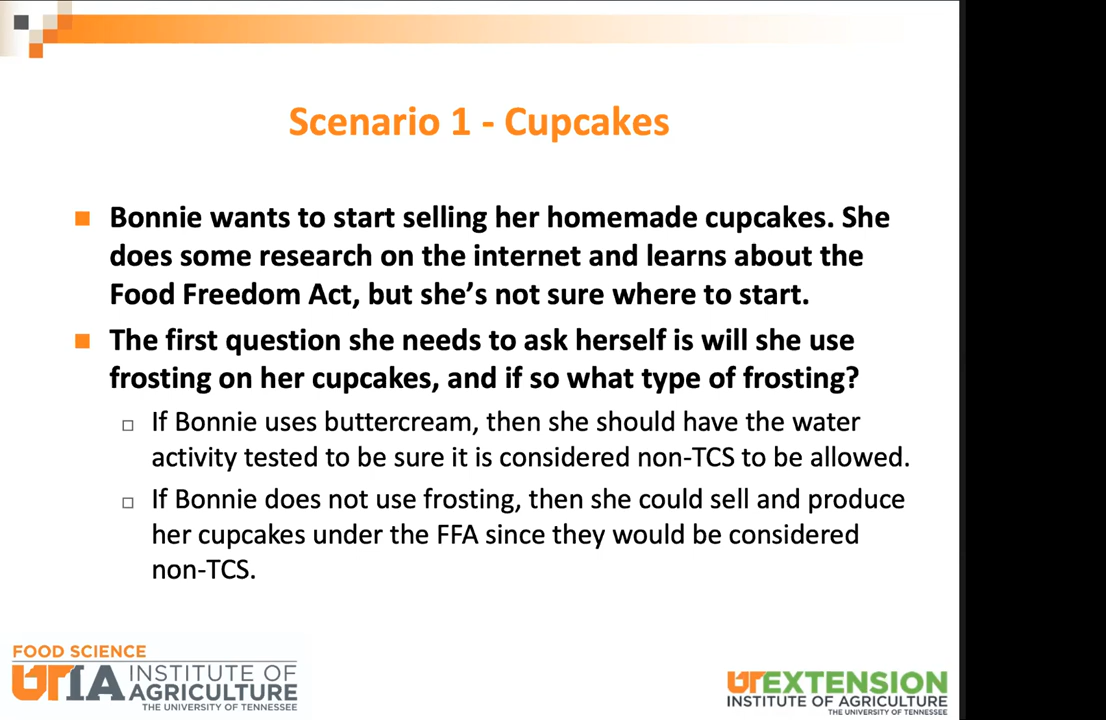 Scenario 1 - Cupcakes
Bonnie wants to start selling her homemade cupcakes. She
does some research on the internet and learns about the
Food Freedom Act, but she's not sure where to start.
The first question she needs to ask herself is will she use
frosting on her cupcakes, and if so what type of frosting?
If Bonnie uses buttercream, then she should have the water
activity tested to be sure it is considered non-TCS to be allowed.
If Bonnie does not use frosting, then she could sell and produce
her cupcakes under the FFA since they would be considered
non-TCS.
FOOD SCIENCE
UTIA INSTITUTE OF
AGRICULTURE
THE UNIVERSITY OF TENNESSEE
UT EXTENSION
INSTITUTE OF AGRICULTURE
THE UNIVERSITY OF TENNESSEE